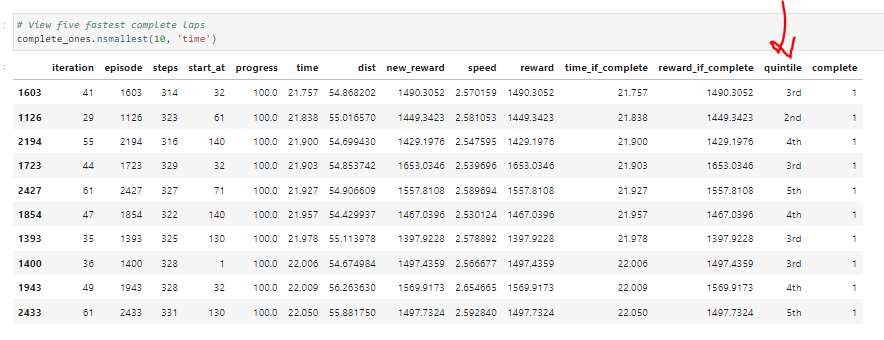 : # View five fastest complete laps
complete_ones.nsmallest(10, 'time')
:
iteration episode steps start_at progress time dist new_reward speed reward time_if_complete reward_if_complete quintile complete
1603 41 1603 314 32 100.0 21.757 54.868202 1490.3052 2.570159 1490.3052 21.757 1490.3052 3rd 1
1126 29 1126 323 61 100.0 21.838 55.016570 1449.3423 2.581053 1449.3423 21.838 1449.3423 2nd 1
2194 55 2194 316 140 100.0 21.900 54.699430 1429.1976 2.547595 1429.1976 21.900 1429.1976 4th 1
1723 44 1723 329 32 100.0 21.903 54.853742 1653.0346 2.539696 1653.0346 21.903 1653.0346 3rd 1
2427 61 2427 327 71 100.0 21.927 54.906609 1557.8108 2.589694 1557.8108 21.927 1557.8108 5th 1
1854 47 1854 322 140 100.0 21.957 54.429937 1467.0396 2.530124 1467.0396 21.957 1467.0396 4th 1
1393 35 1393 325 130 100.0 21.978 55.113978 1397.9228 2.578892 1397.9228 21.978 1397.9228 3rd 1
1400 36 1400 328 1 100.0 22.006 54.674984 1497.4359 2.566677 1497.4359 22.006 1497.4359 3rd 1
1943 49 1943 328 32 100.0 22.009 56.263630 1569.9173 2.654665 1569.9173 22.009 1569.9173 4th 1
2433 61 2433 331 130 100.0 22.050 55.881750 1497.7324 2.592840 1497.7324 22.050 1497.7324 5th 1